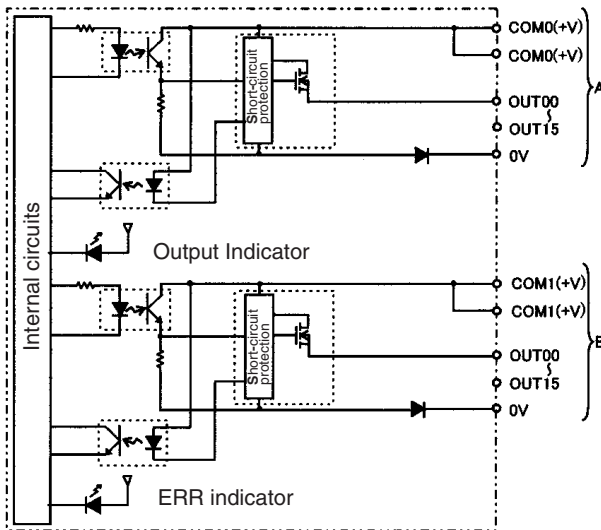 COM0(+V)
COM0(+V)
A
OUT00
OUT15
0V
Short-circuit
protection
Output Indicator
Internal circuits
COM1(+V)
COM1(+V)
B
OUT00
OUT15
0V
Short-circuit
protection
ERR indicator